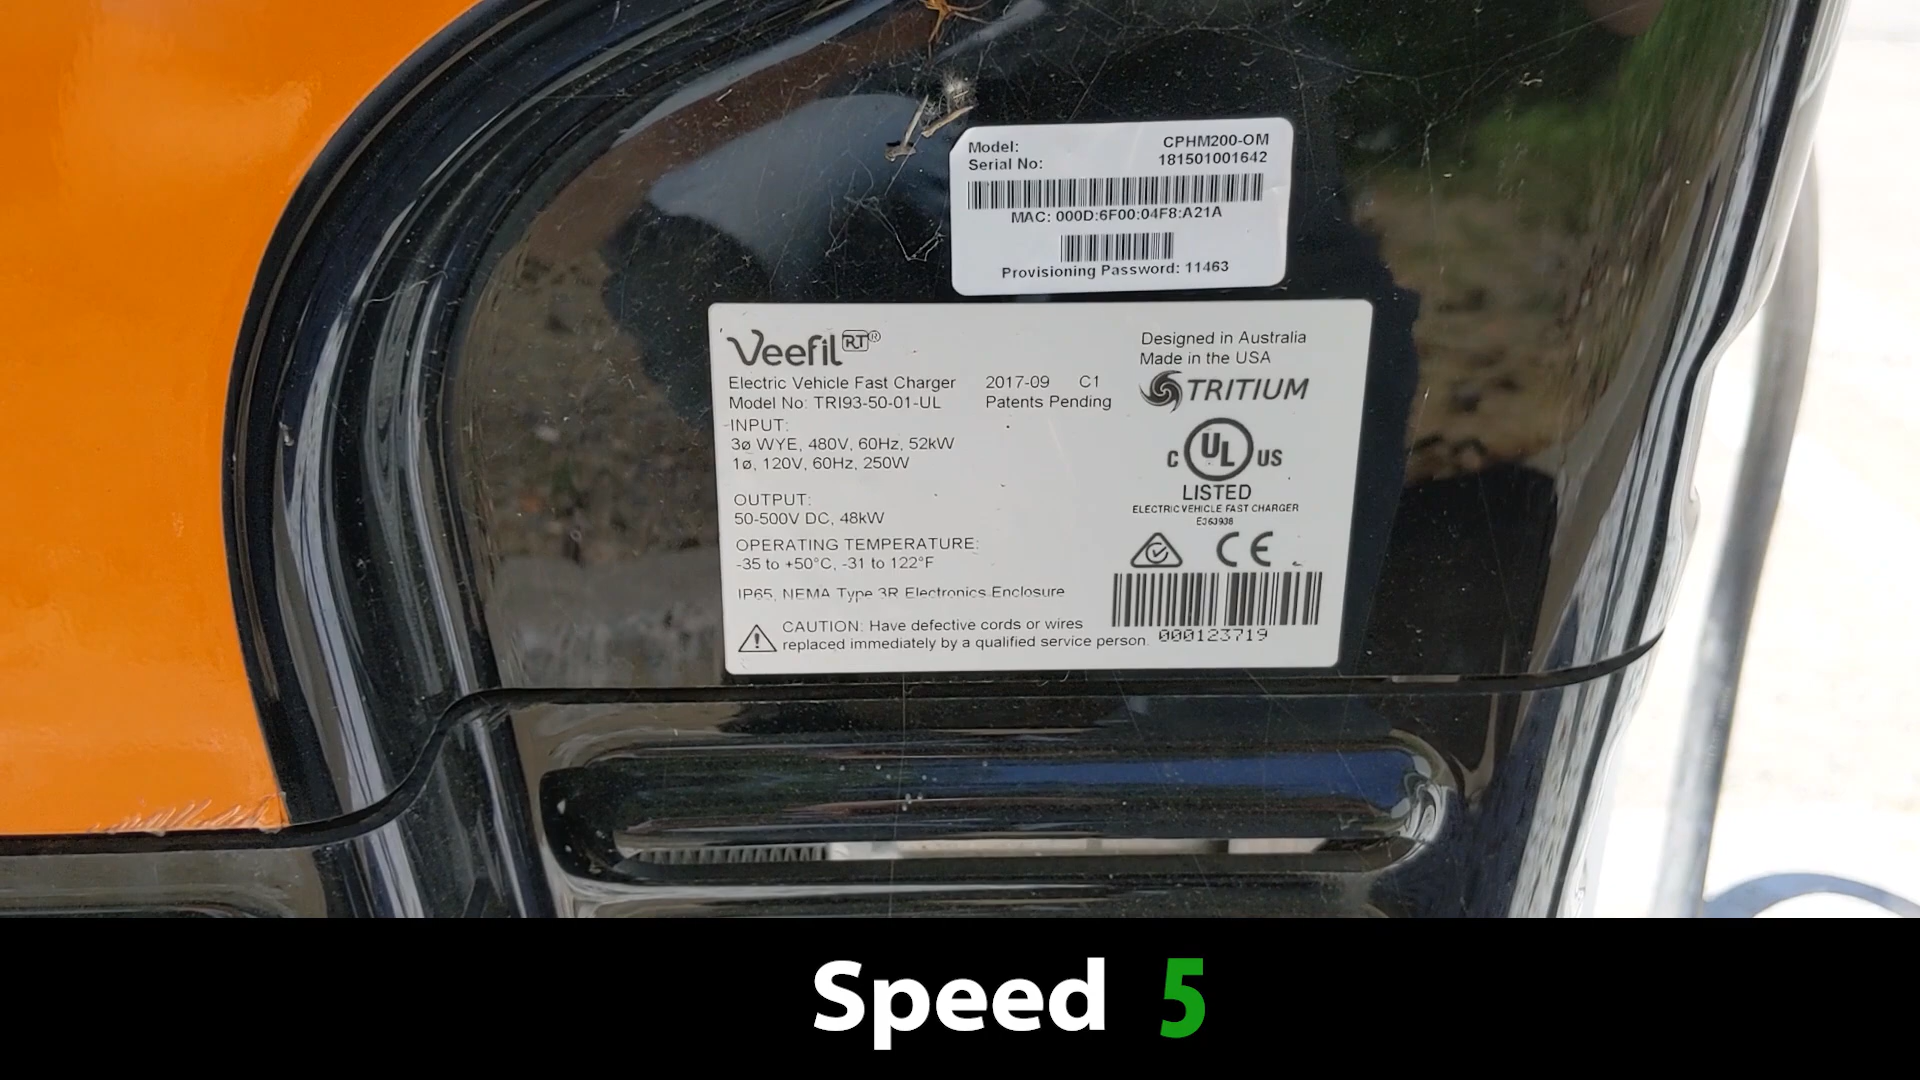 Model: CPHM200-OM
Serial No: 181501001642
MAC: 000D:6F00:04F8:A21A
Provisioning Password: 11463
Veefil RT®
Electric Vehicle Fast Charger 2017-09 C1
Model No: TRI93-50-01-UL Patents Pending
INPUT:
3ø WYE, 480V, 60Hz, 52kW
1ø, 120V, 60Hz, 250W
OUTPUT:
50-500V DC, 48kW
OPERATING TEMPERATURE:
-35 to +50°C, -31 to 122°F
IP65, NEMA Type 3R Electronics Enclosure
CAUTION: Have defective cords or wires
replaced immediately by a qualified service person.
Designed in Australia
Made in the USA
TRITIUM
C UL US
LISTED
ELECTRIC VEHICLE FAST CHARGER
E363938
CE
000123719
Speed 5